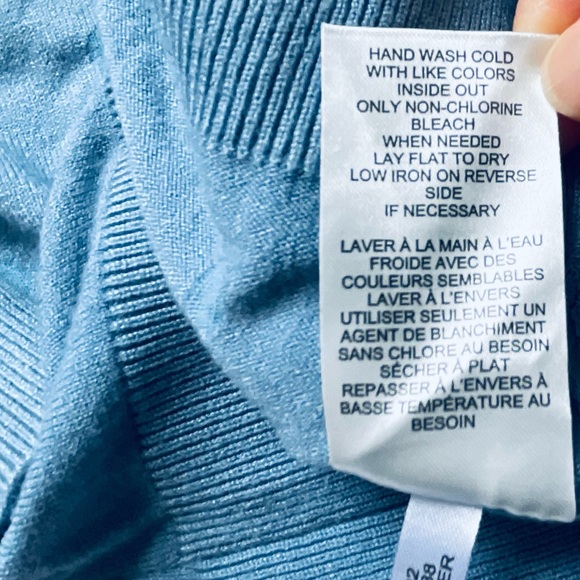 HAND WASH COLD
WITH LIKE COLORS
INSIDE OUT
ONLY NON-CHLORINE
BLEACH
WHEN NEEDED
LAY FLAT TO DRY
LOW IRON ON REVERSE
SIDE
IF NECESSARY
LAVER À LA MAIN À L'EAU
FROIDE AVEC DES
COULEURS SEMBLABLES
LAVER À L'ENVERS
UTILISER SEULEMENT UN
AGENT DE BLANCHIMENT
SANS CHLORE AU BESOIN
SÉCHER À PLAT
REPASSER À L'ENVERS À
BASSE TEMPÉRATURE AU
BESOIN